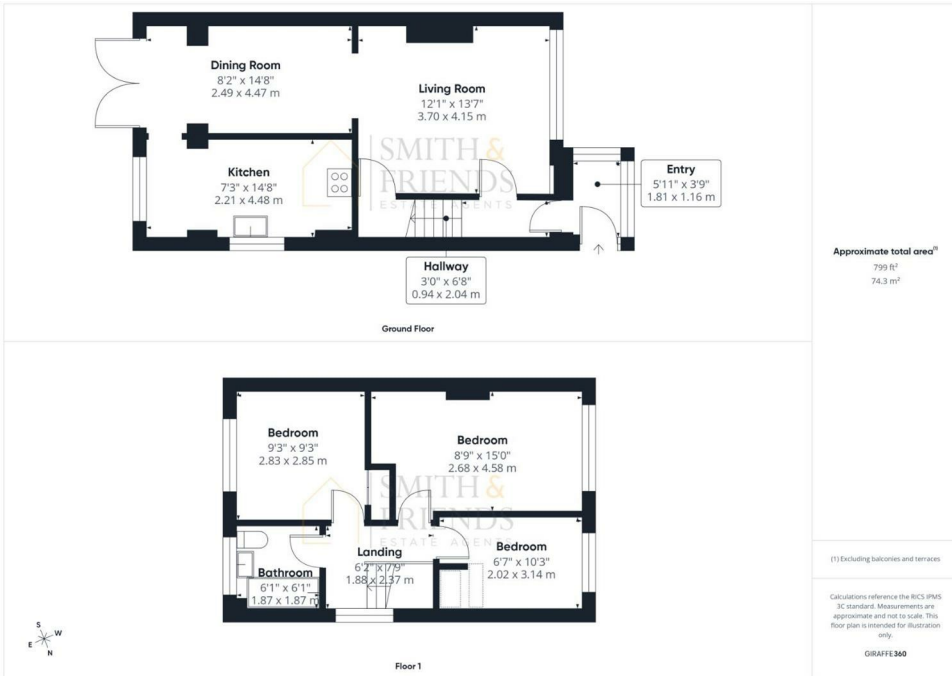 Dining Room
8'2" x 14'8"
2.49 x 4.47 m
Living Room
12'1" x 13'7"
3.70 x 4.15 m
SMITH &
FRIENDS
ESTATE AGENTS
Kitchen
7'3" x 14'8"
2.21 x 4.48 m
Entry
5'11" x 3'9"
1.81 x 1.16 m
Hallway
3'0" x 6'8"
0.94 x 2.04 m
Ground Floor
Approximate total area(1)
799 ft²
74.3 m²
Bedroom
9'3" x 9'3"
2.83 x 2.85 m
Bedroom
8'9" x 15'0"
2.68 x 4.58 m
SMITH &
FRIENDS
ESTATE AGENTS
Landing
6'2" x 7'9"
1.88 x 2.37 m
Bedroom
6'7" x 10'3"
2.02 x 3.14 m
Bathroom
6'1" x 6'1"
1.87 x 1.87 m
S
W
E
N
Floor 1
(1) Excluding balconies and terraces
Calculations reference the RICS IPMS
3C standard. Measurements are
approximate and not to scale. This
floor plan is intended for illustration
only.
GIRAFFE360